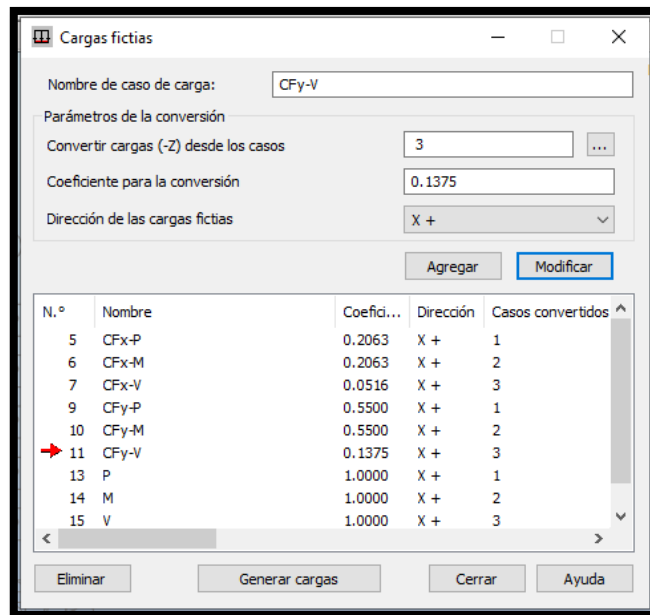 Cargas fictias
Nombre de caso de carga: CFy-V
Parámetros de la conversión
Convertir cargas (-Z) desde los casos 3 ...
Coeficiente para la conversión 0.1375
Dirección de las cargas fictias X +
Agregar Modificar
N.º Nombre Coefici... Dirección Casos convertidos
5 CFx-P 0.2063 X + 1
6 CFx-M 0.2063 X + 2
7 CFx-V 0.0516 X + 3
9 CFy-P 0.5500 X + 1
10 CFy-M 0.5500 X + 2
11 CFy-V 0.1375 X + 3
13 P 1.0000 X + 1
14 M 1.0000 X + 2
15 V 1.0000 X + 3
Eliminar Generar cargas Cerrar Ayuda